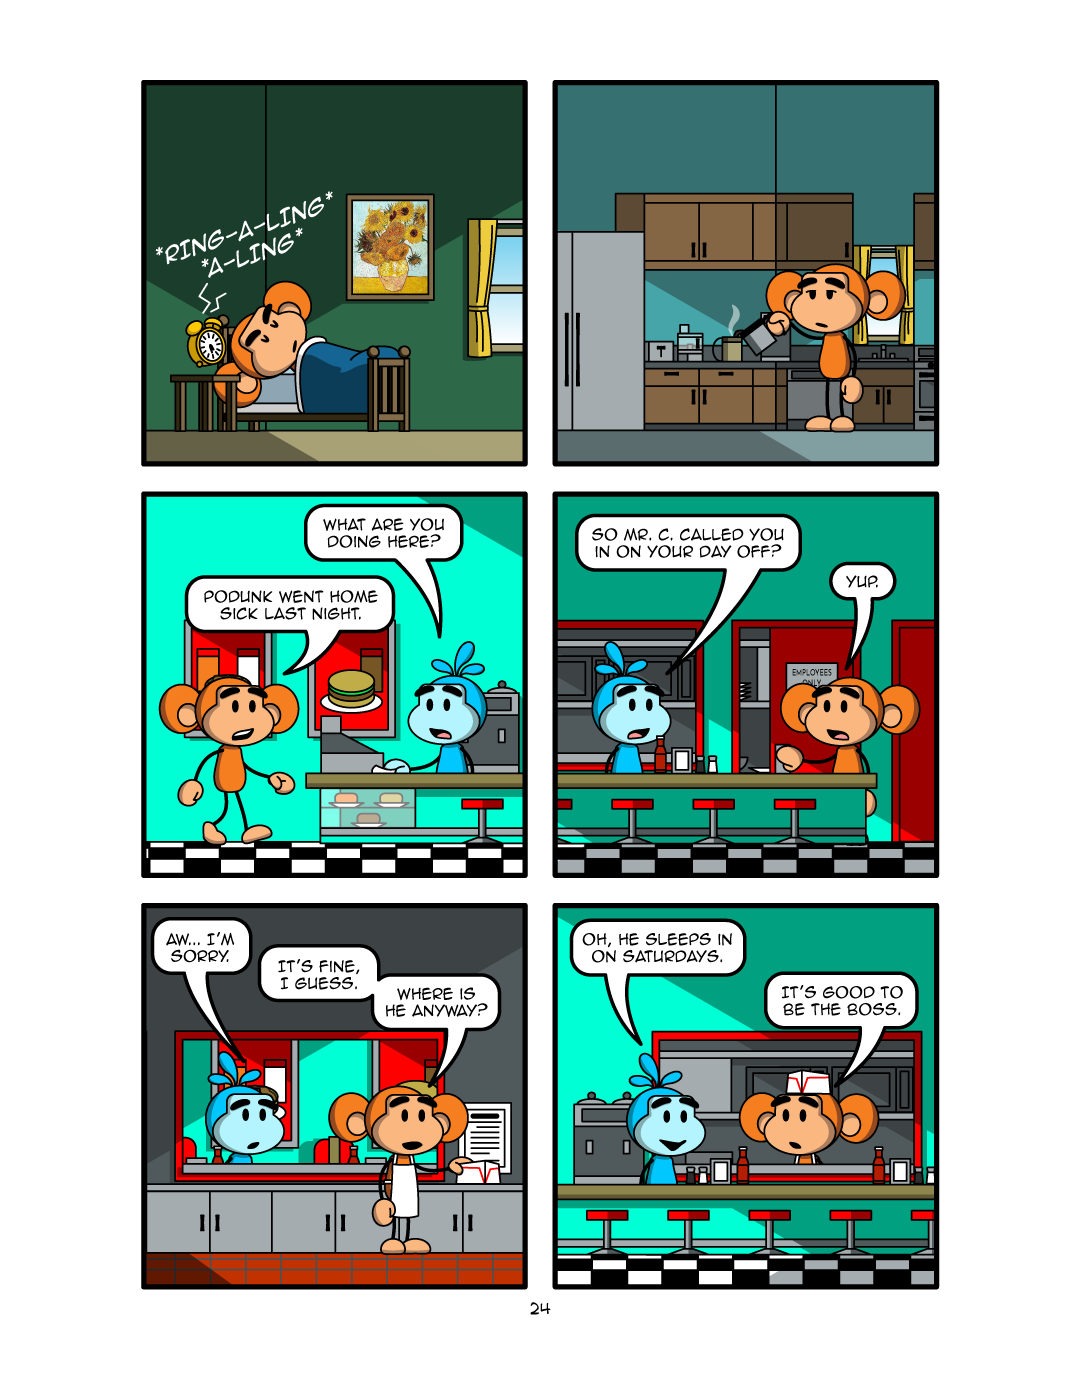 *RING-A-LING*
*A-LING*
WHAT ARE YOU
DOING HERE?
PODUNK WENT HOME
SICK LAST NIGHT.
SO MR. C. CALLED YOU
IN ON YOUR DAY OFF?
YUP.
EMPLOYEES
ONLY
AW... I'M
SORRY.
IT'S FINE,
I GUESS.
WHERE IS
HE ANYWAY?
OH, HE SLEEPS IN
ON SATURDAYS.
IT'S GOOD TO
BE THE BOSS.
24